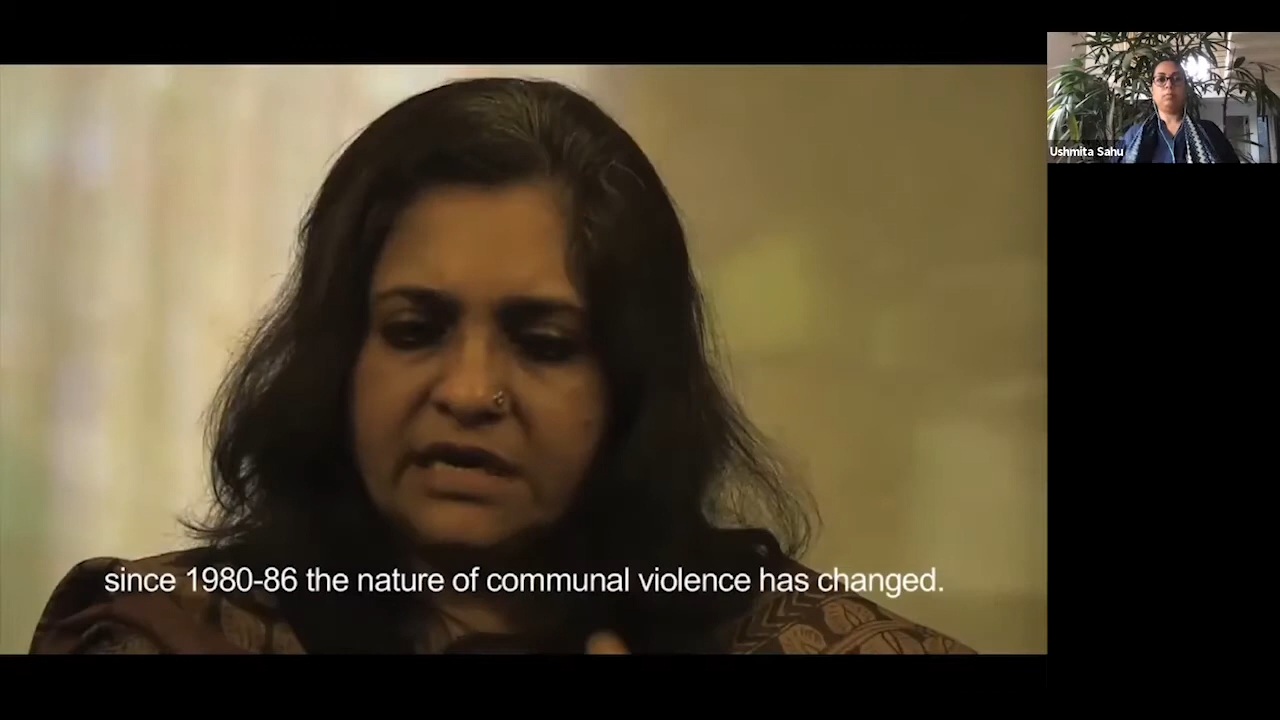 Ushmita Sahu
since 1980-86 the nature of communal violence has changed.